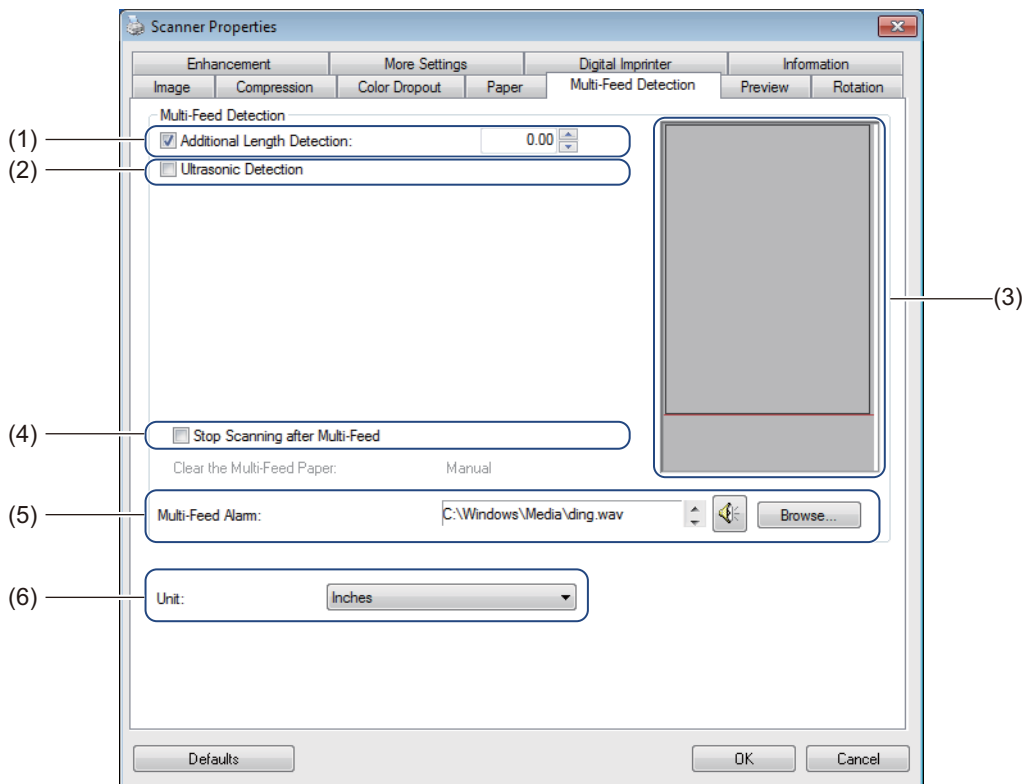 Scanner Properties
Enhancement More Settings Digital Imprinter Information
Image Compression Color Dropout Paper Multi-Feed Detection Preview Rotation
Multi-Feed Detection
(1) Additional Length Detection: 0.00
(2) Ultrasonic Detection
(3)
(4) Stop Scanning after Multi-Feed
Clear the Multi-Feed Paper: Manual
(5) Multi-Feed Alarm: C:\Windows\Media\ding.wav Browse...
(6) Unit: Inches
Defaults OK Cancel